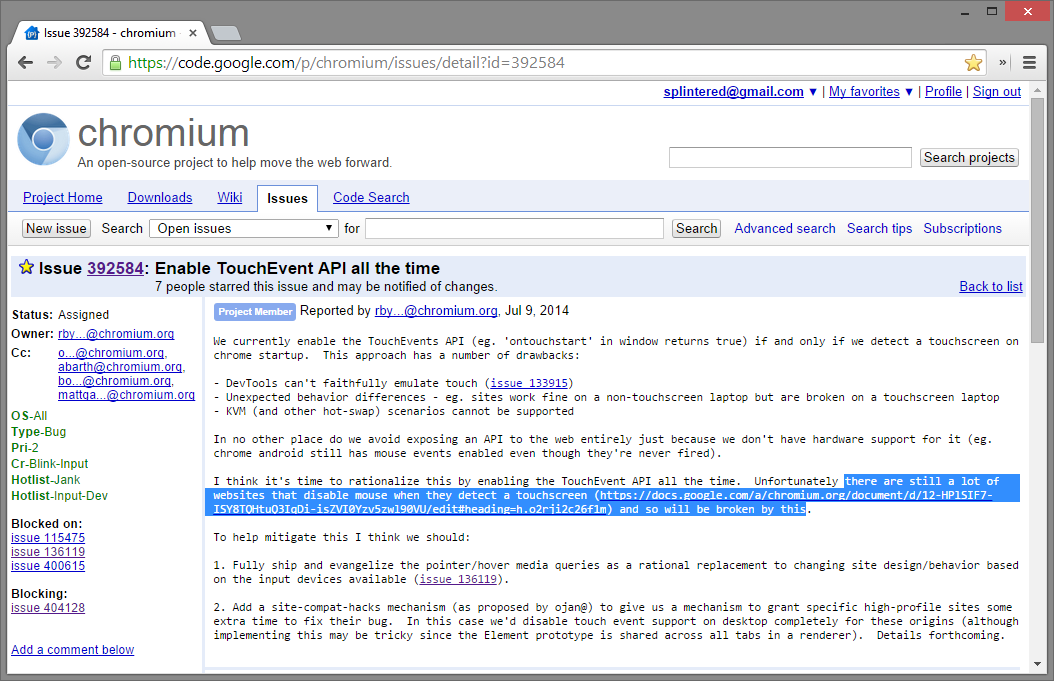 Issue 392584 - chromium
https://code.google.com/p/chromium/issues/detail?id=392584
splintered@gmail.com ▼ | My favorites ▼ | Profile | Sign out
chromium
An open-source project to help move the web forward.
Search projects
Project Home Downloads Wiki Issues Code Search
New issue Search Open issues for Search Advanced search Search tips Subscriptions
Issue 392584: Enable TouchEvent API all the time
7 people starred this issue and may be notified of changes.
Back to list
Status: Assigned
Owner: rby...@chromium.org
Cc: o...@chromium.org,
abarth@chromium.org,
bo...@chromium.org,
mattga...@chromium.org
OS-All
Type-Bug
Pri-2
Cr-Blink-Input
Hotlist-Jank
Hotlist-Input-Dev
Blocked on:
issue 115475
issue 136119
issue 400615
Blocking:
issue 404128
Add a comment below
Project Member Reported by rby...@chromium.org, Jul 9, 2014
We currently enable the TouchEvents API (eg. 'ontouchstart' in window returns true) if and only if we detect a touchscreen on
chrome startup. This approach has a number of drawbacks:
- DevTools can't faithfully emulate touch (issue 133915)
- Unexpected behavior differences - eg. sites work fine on a non-touchscreen laptop but are broken on a touchscreen laptop
- KVM (and other hot-swap) scenarios cannot be supported
In no other place do we avoid exposing an API to the web entirely just because we don't have hardware support for it (eg.
chrome android still has mouse events enabled even though they're never fired).
I think it's time to rationalize this by enabling the TouchEvent API all the time. Unfortunately there are still a lot of
websites that disable mouse when they detect a touchscreen (https://docs.google.com/a/chromium.org/document/d/12-HPlSIF7-
ISY8TQHtuQ3IqDi-isZVI0Yzv5zwl90VU/edit#heading=h.o2rji2c26f1m) and so will be broken by this.
To help mitigate this I think we should:
1. Fully ship and evangelize the pointer/hover media queries as a rational replacement to changing site design/behavior based
on the input devices available (issue 136119).
2. Add a site-compat-hacks mechanism (as proposed by ojan@) to give us a mechanism to grant specific high-profile sites some
extra time to fix their bug. In this case we'd disable touch event support on desktop completely for these origins (although
implementing this may be tricky since the Element prototype is shared across all tabs in a renderer). Details forthcoming.